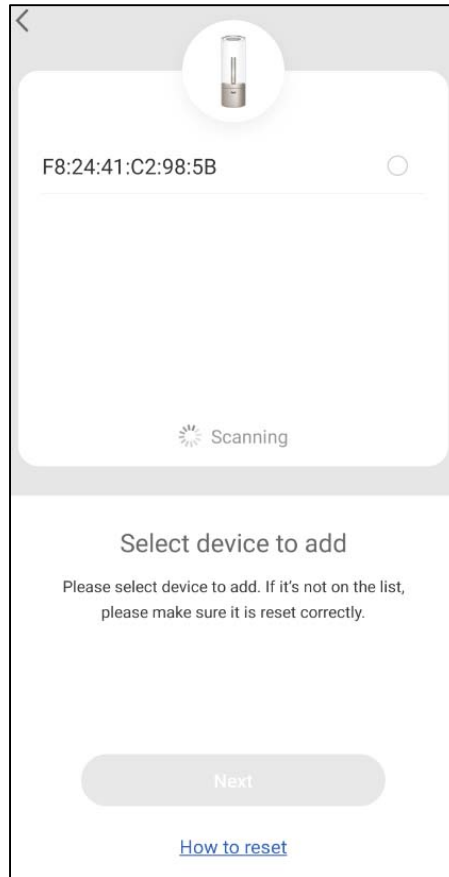 F8:24:41:C2:98:5B
Scanning
Select device to add
Please select device to add. If it's not on the list,
please make sure it is reset correctly.
Next
How to reset